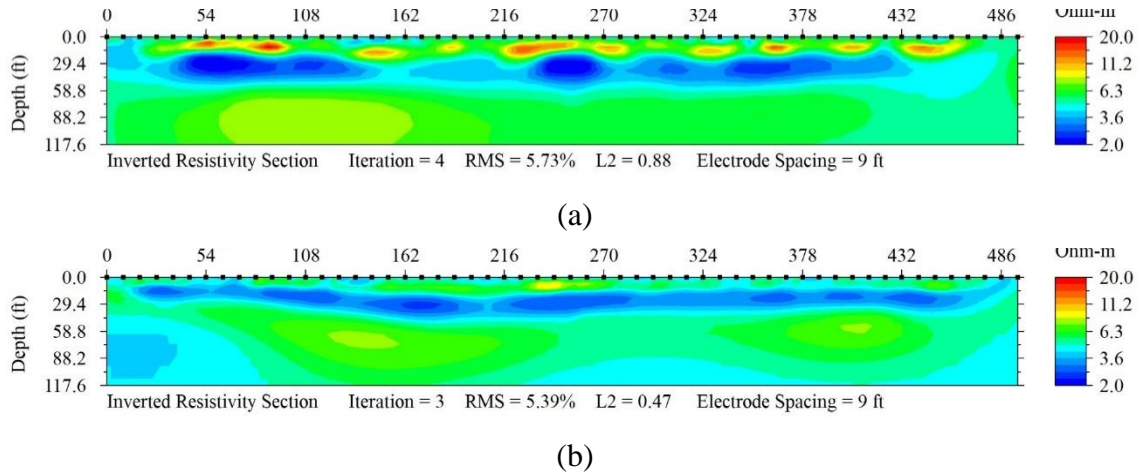 0 54 108 162 216 270 324 378 432 486
Ohm-m
0.0
29.4
58.8
88.2
117.6
Depth (ft)
20.0
11.2
6.3
3.6
2.0
Inverted Resistivity Section Iteration = 4 RMS = 5.73% L2 = 0.88 Electrode Spacing = 9 ft
(a)
0 54 108 162 216 270 324 378 432 486
Ohm-m
0.0
29.4
58.8
88.2
117.6
Depth (ft)
20.0
11.2
6.3
3.6
2.0
Inverted Resistivity Section Iteration = 3 RMS = 5.39% L2 = 0.47 Electrode Spacing = 9 ft
(b)